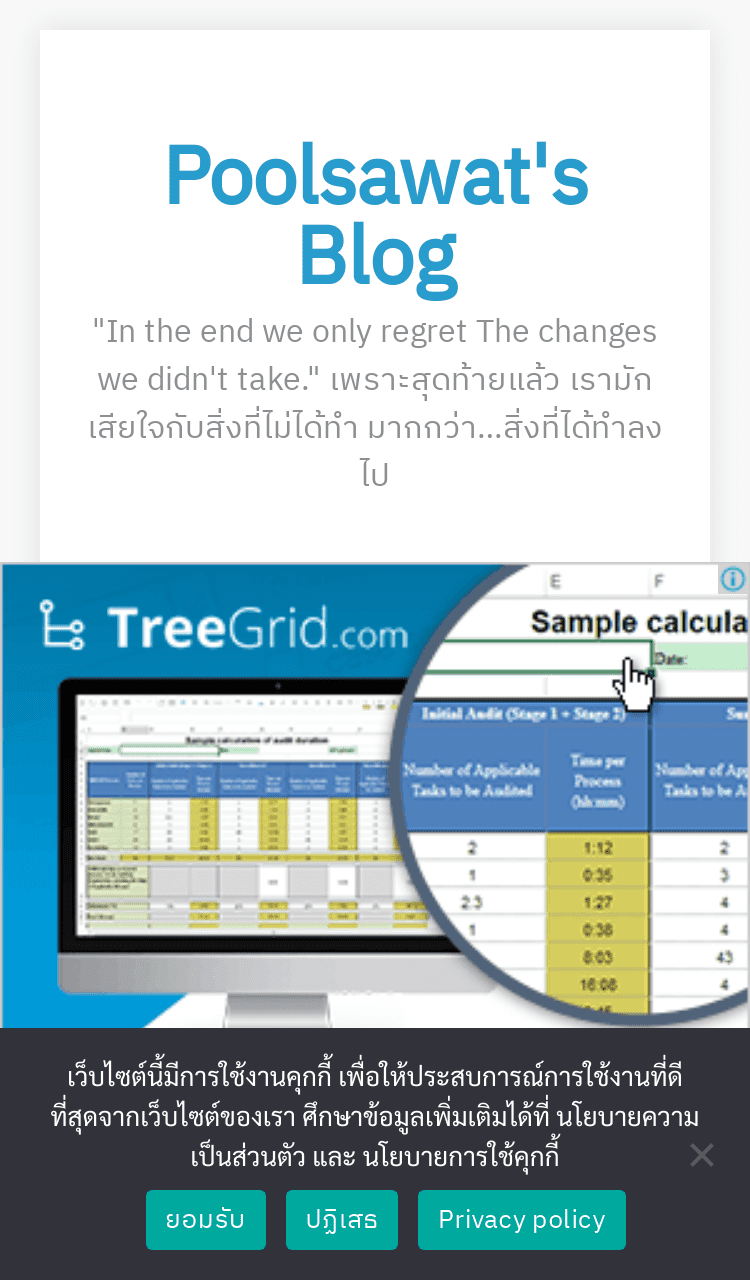 Poolsawat's
Blog
"In the end we only regret The changes
we didn't take." เพราะสุดท้ายแล้ว เรามัก
เสียใจกับสิ่งที่ไม่ได้ทำ มากกว่า...สิ่งที่ได้ทำลง
ไป
TreeGrid.com
E F
Sample calcula
Date:
Initial Audit (Stage 1 + Stage 2) Su
Number of Applicable Time per Number of Ap
Tasks to be Audited Process Tasks to be A
(hh:mm)
2 1:12 2
1 0:35 3
2.3 1:27 4
1 0:38 4
8:03 43
16:08 4
Sample calculation of audit duration
เว็บไซต์นี้มีการใช้งานคุกกี้ เพื่อให้ประสบการณ์การใช้งานที่ดี
ที่สุดจากเว็บไซต์ของเรา ศึกษาข้อมูลเพิ่มเติมได้ที่ นโยบายความ
เป็นส่วนตัว และ นโยบายการใช้คุกกี้
ยอมรับ ปฏิเสธ Privacy policy